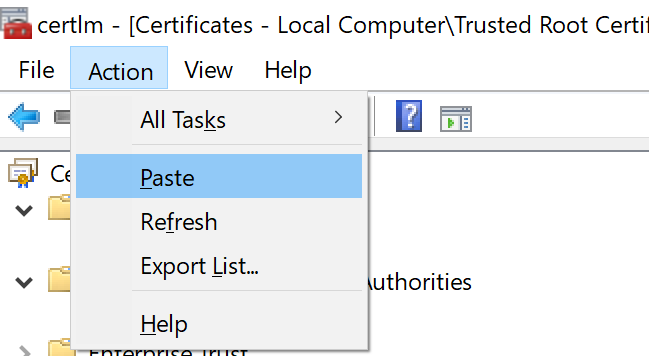 certlm - [Certificates - Local Computer\Trusted Root Certif
File Action View Help
All Tasks
Paste
Refresh
Export List...
Authorities
Help
Enterprise Trust